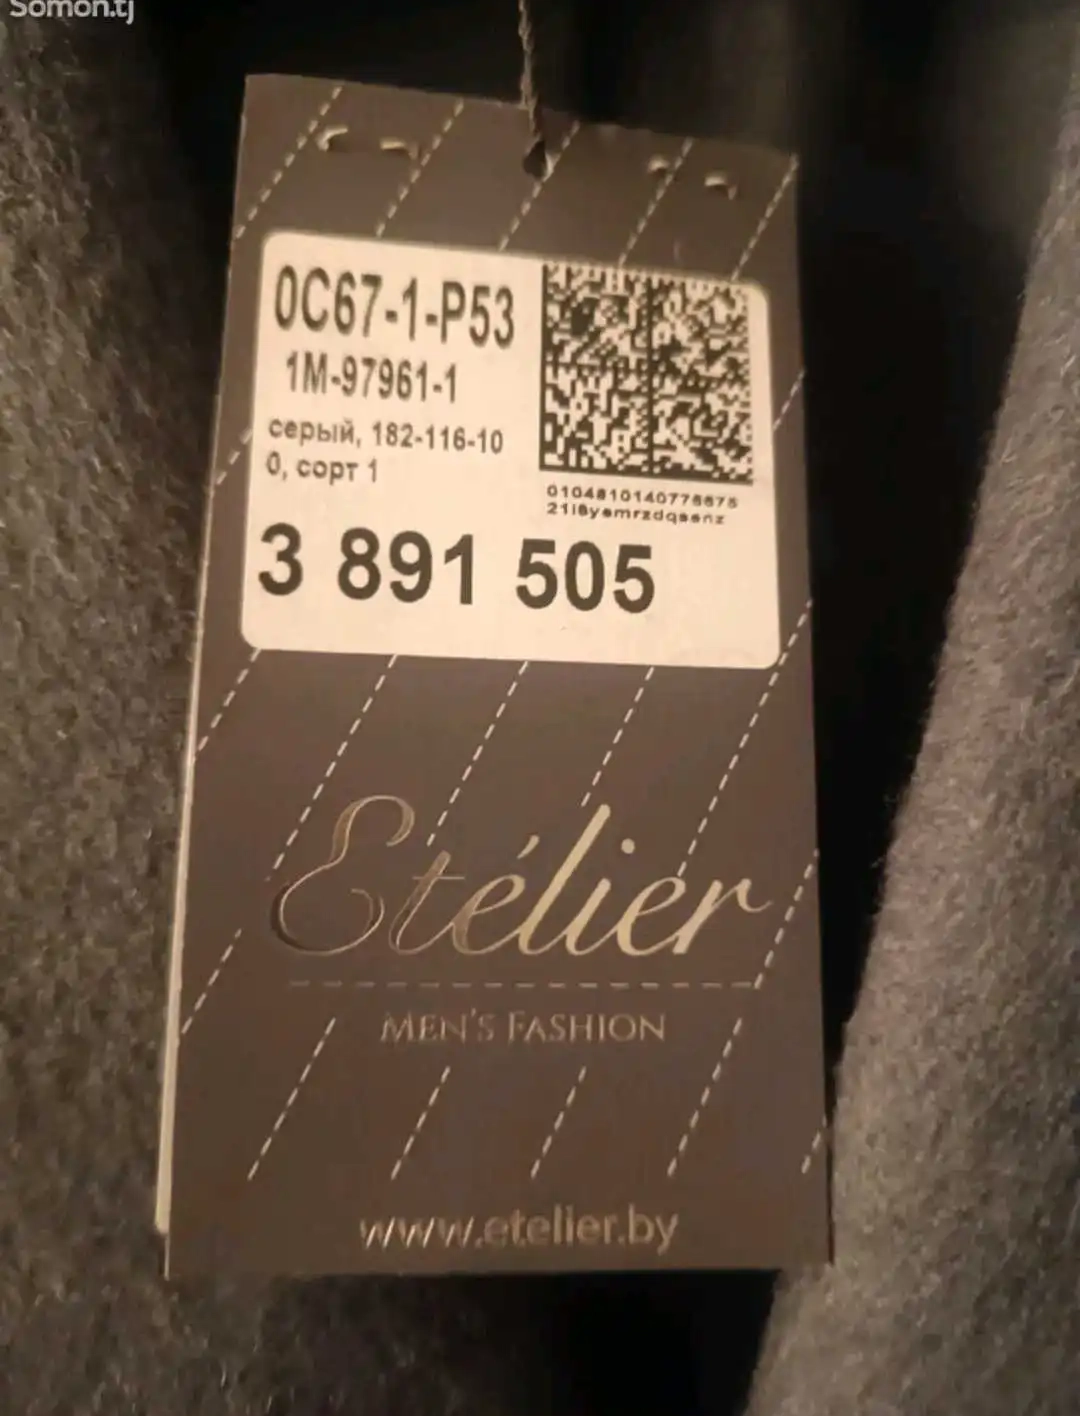 Somon.tj
0C67-1-P53
1M-97961-1
серый, 182-116-10
0, сорт 1
3 891 505
Etélier
MEN'S FASHION
www.etelier.by